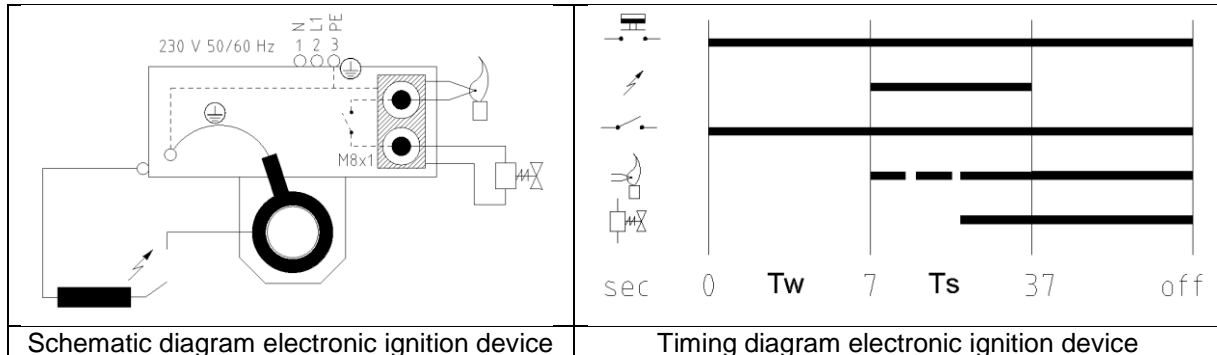 230 V 50/60 Hz
N L1 PE
1 2 3
M8x1
Schematic diagram electronic ignition device
sec 0 Tw 7 Ts 37 off
Timing diagram electronic ignition device